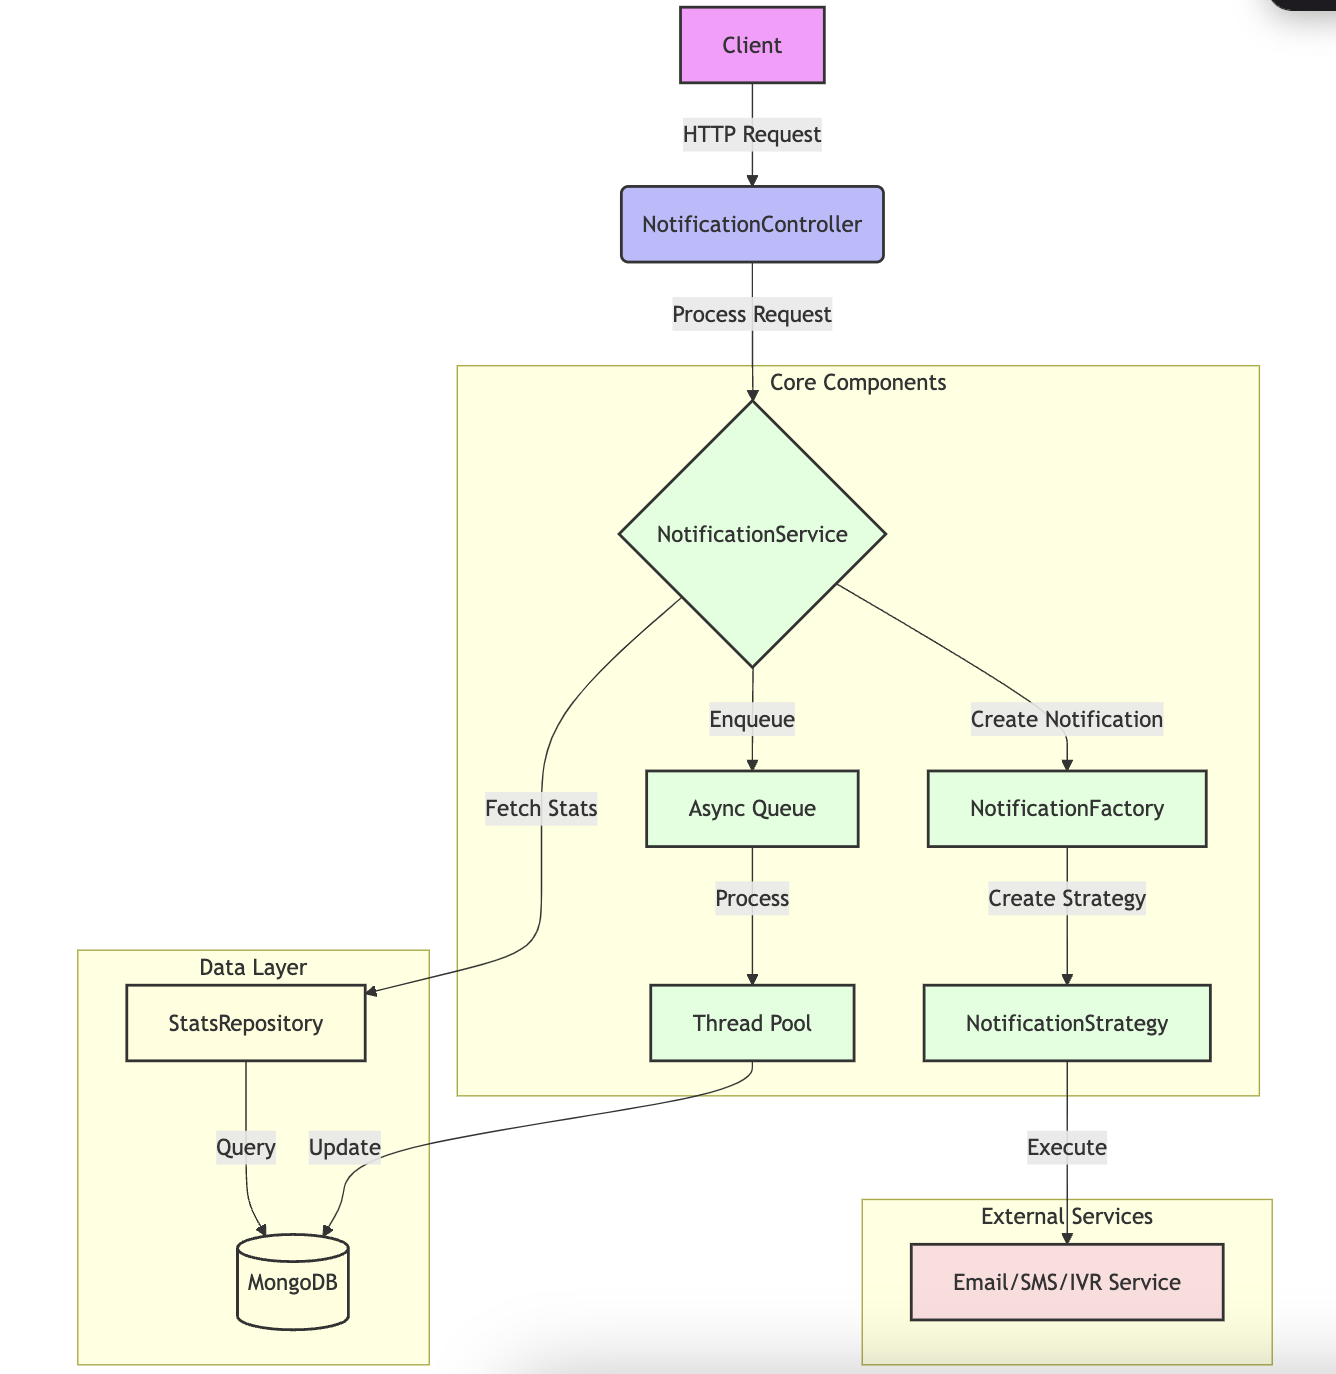 Client
HTTP Request
NotificationController
Process Request
Core Components
NotificationService
Enqueue
Create Notification
Fetch Stats
Async Queue
NotificationFactory
Process
Create Strategy
Data Layer
StatsRepository
Thread Pool
NotificationStrategy
Query
Update
Execute
External Services
MongoDB
Email/SMS/IVR Service